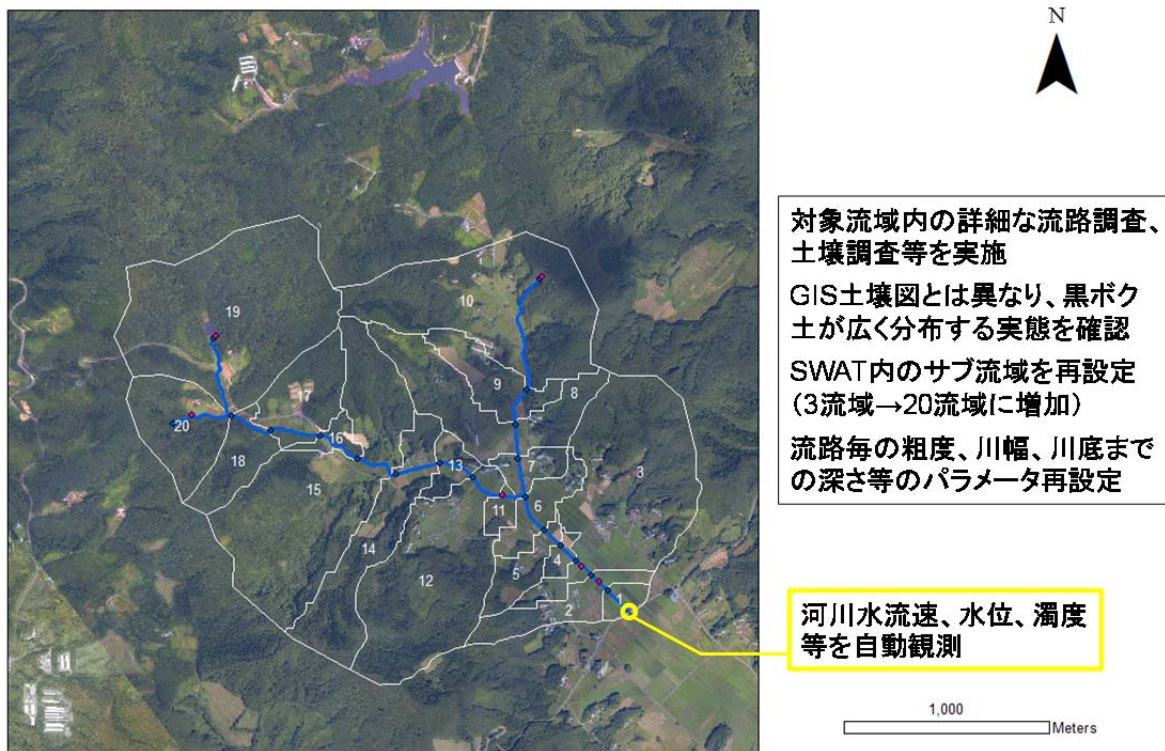 N
対象流域内の詳細な流路調査、
土壌調査等を実施
GIS土壌図とは異なり、黒ボク
土が広く分布する実態を確認
SWAT内のサブ流域を再設定
（3流域→20流域に増加）
流路毎の粗度、川幅、川底まで
の深さ等のパラメータ再設定
河川水流速、水位、濁度
等を自動観測
1,000
Meters
10
19
9
8
17
20
16
18
13
7
3
15
11
6
14
4
12
5
2
1